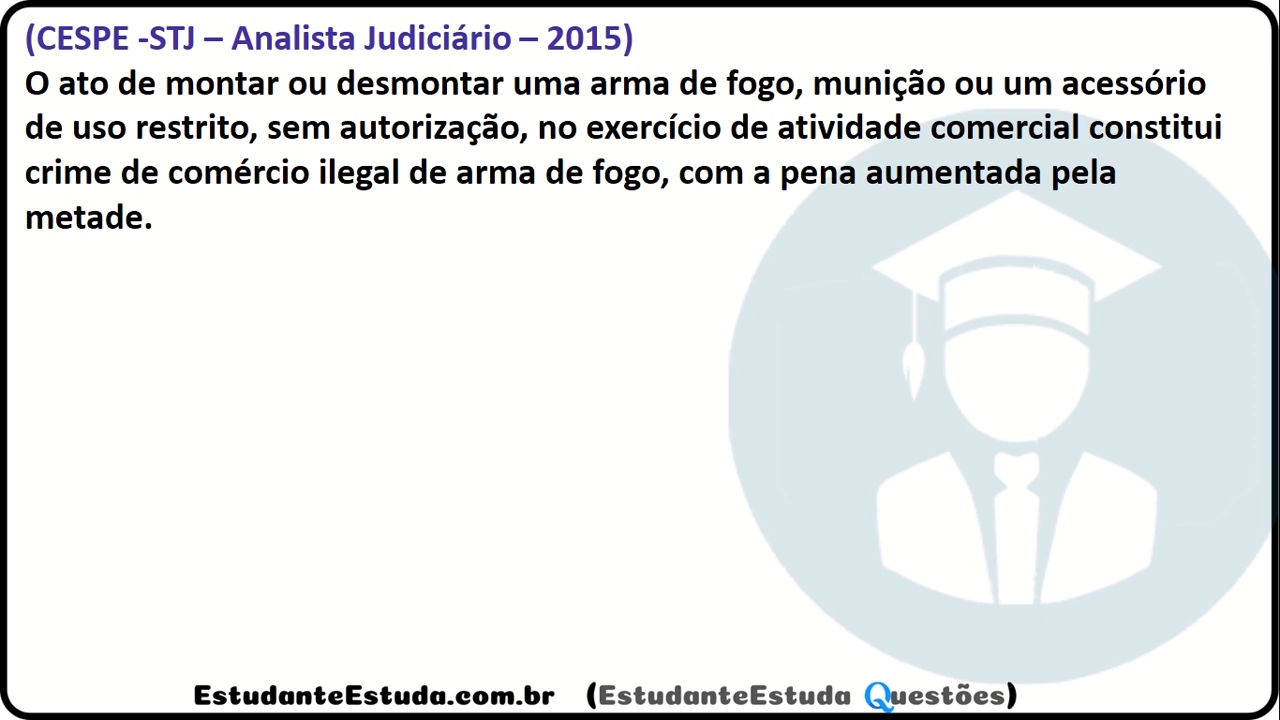 (CESPE -STJ – Analista Judiciário – 2015)
O ato de montar ou desmontar uma arma de fogo, munição ou um acessório
de uso restrito, sem autorização, no exercício de atividade comercial constitui
crime de comércio ilegal de arma de fogo, com a pena aumentada pela
metade.
EstudanteEstuda.com.br (EstudanteEstuda Questões)